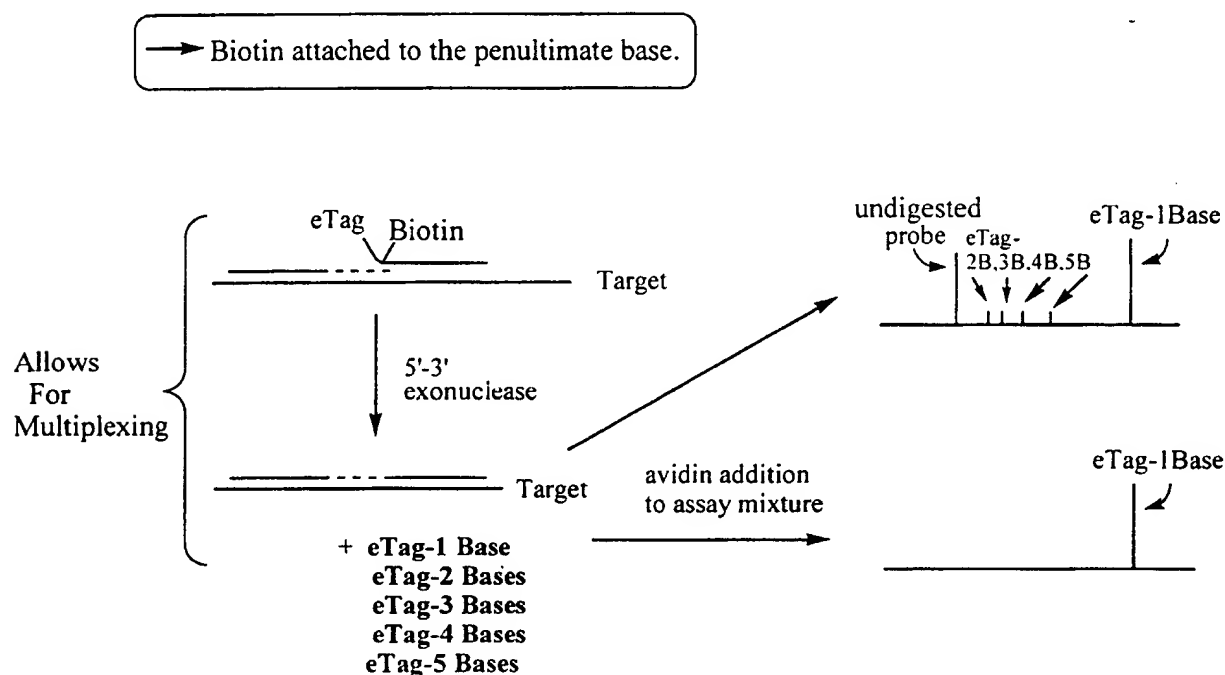 Biotin attached to the penultimate base.
eTag
Biotin
Target
5'-3'
exonuclease
Allows
For
Multiplexing
Target
+ eTag-1 Base
eTag-2 Bases
eTag-3 Bases
eTag-4 Bases
eTag-5 Bases
avidin addition
to assay mixture
undigested
probe
eTag-
2B,3B,4B,5B
eTag-1Base
eTag-1Base